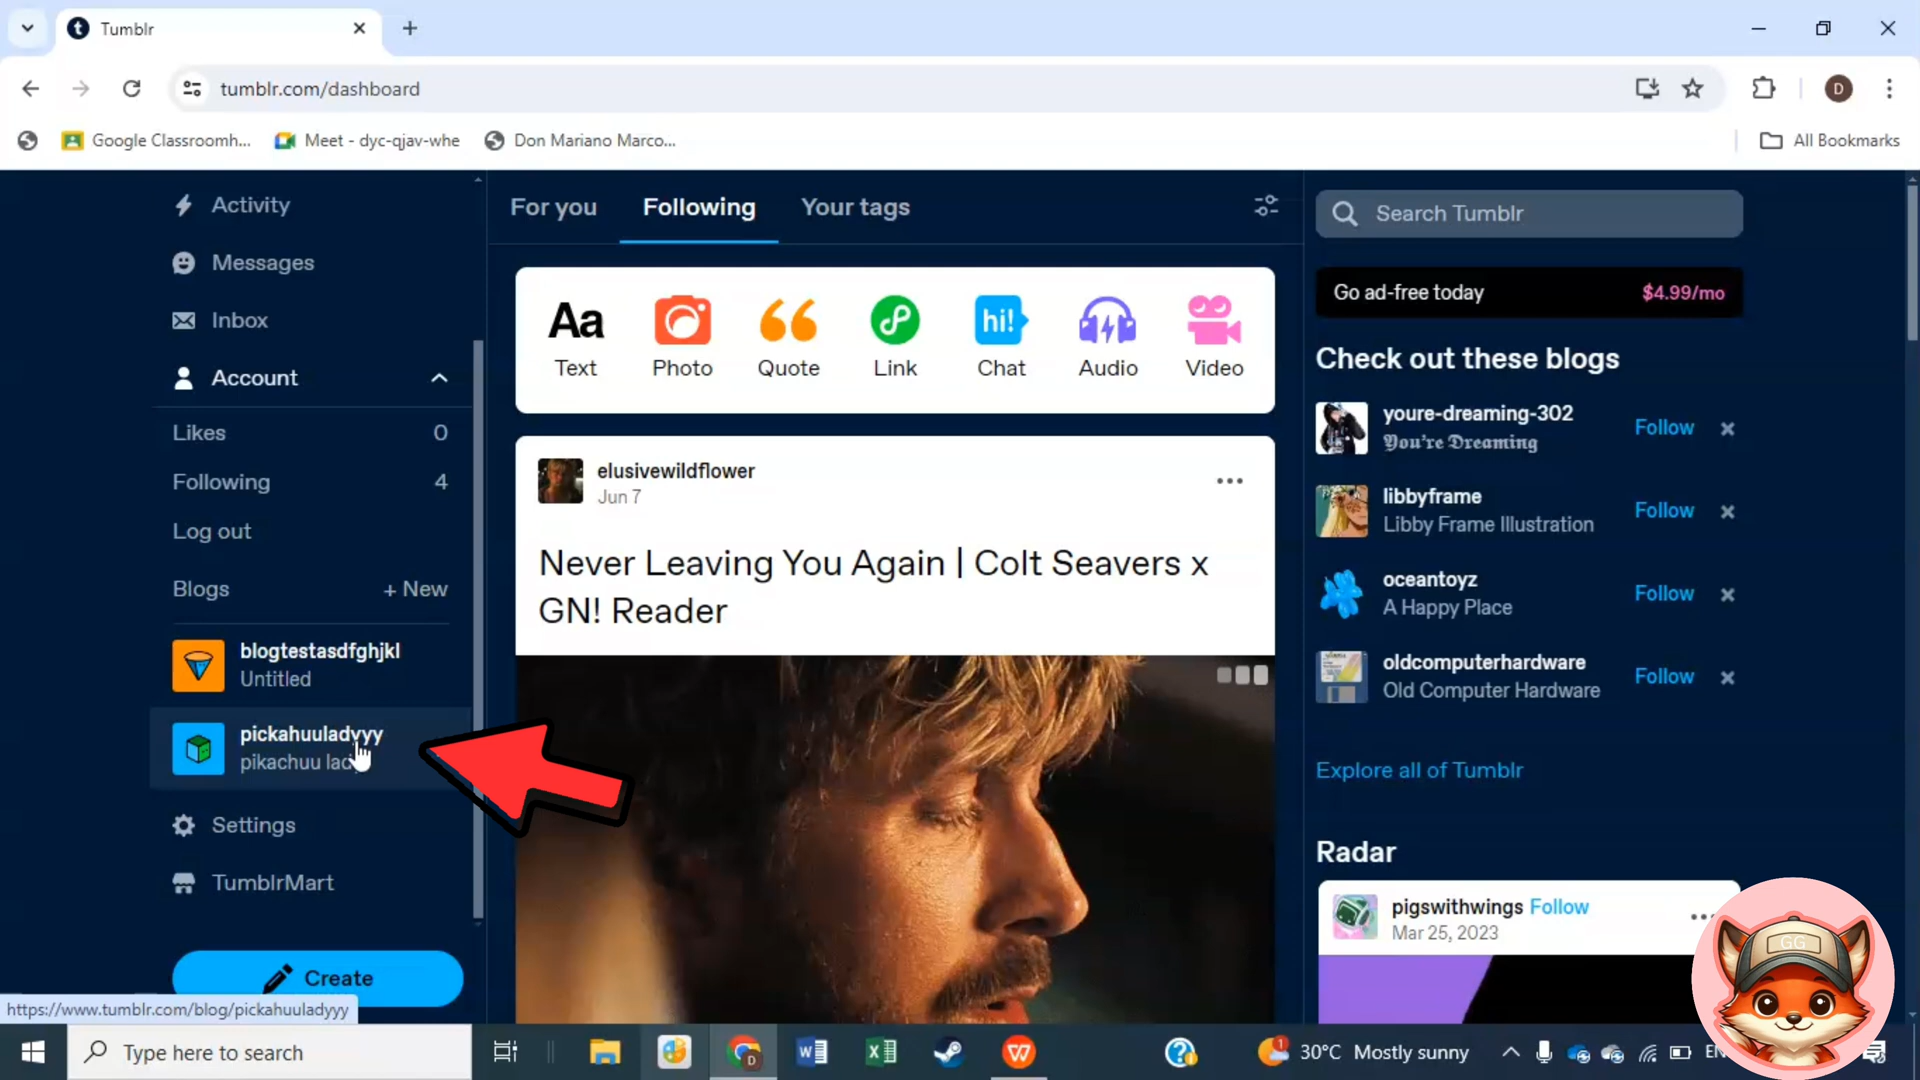 Tumblr
tumblr.com/dashboard
D
Google Classroomh...
Meet - dyc-qjav-whe
Don Mariano Marco...
All Bookmarks
Activity
Messages
Inbox
Account
Likes 0
Following 4
Log out
Blogs + New
blogtestasdfghjkl
Untitled
pickahuuladyyy
pikachuu
Settings
TumblrMart
Create
https://www.tumblr.com/blog/pickahuuladyyy
For you Following Your tags
Aa hi!
Text Photo Quote Link Chat Audio Video
elusivewildflower
Jun 7
Never Leaving You Again | Colt Seavers x
GN! Reader
Search Tumblr
Go ad-free today $4.99/mo
Check out these blogs
youre-dreaming-302
𝖄𝖔𝖚'𝖗𝖊 𝕯𝖗𝖊𝖆𝖒𝖎𝖓𝖌
Follow
libbyframe
Libby Frame Illustration
Follow
oceantoyz
A Happy Place
Follow
oldcomputerhardware
Old Computer Hardware
Follow
Explore all of Tumblr
Radar
pigswithwings Follow
Mar 25, 2023
GG
Type here to search
30°C Mostly sunny